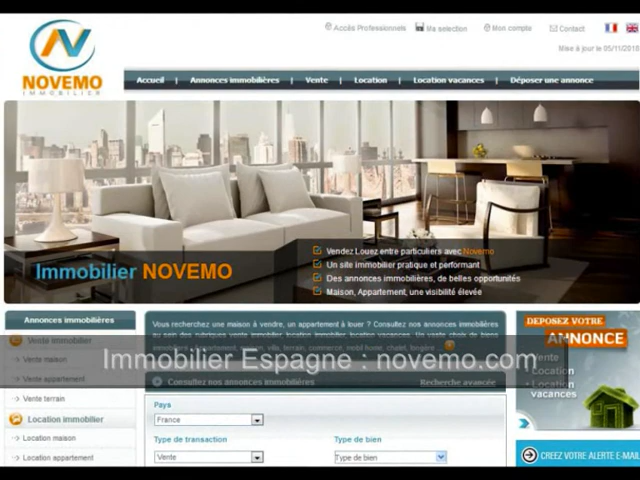 NOVEMO
IMMOBILIER
Accès Professionnels
Ma selection
Mon compte
Contact
Mise à jour le 05/11/2010
Accueil | Annonces immobilières | Vente | Location | Location vacances | Déposer une annonce
Immobilier NOVEMO
Vendez Louez entre particuliers avec Novemo
Un site immobilier pratique et performant
Des annonces immobilières, de belles opportunités
Maison, Appartement, une visibilité élevée
Annonces immobilières
Vente immobilier
Vente maison
Vente appartement
Vente terrain
Location immobilier
Location maison
Location appartement
Vous recherchez une maison à vendre, un appartement à louer ? Consultez nos annonces immobilières
Immobilier Espagne : novemo.com
Consultez nos annonces immobilières
Recherche avancée
Pays
France
Type de transaction
Type de bien
Vente
Type de bien
DEPOSEZ VOTRE
ANNONCE
Vente
Location
Location
vacances
CREEZ VOTRE ALERTE E-MAIL